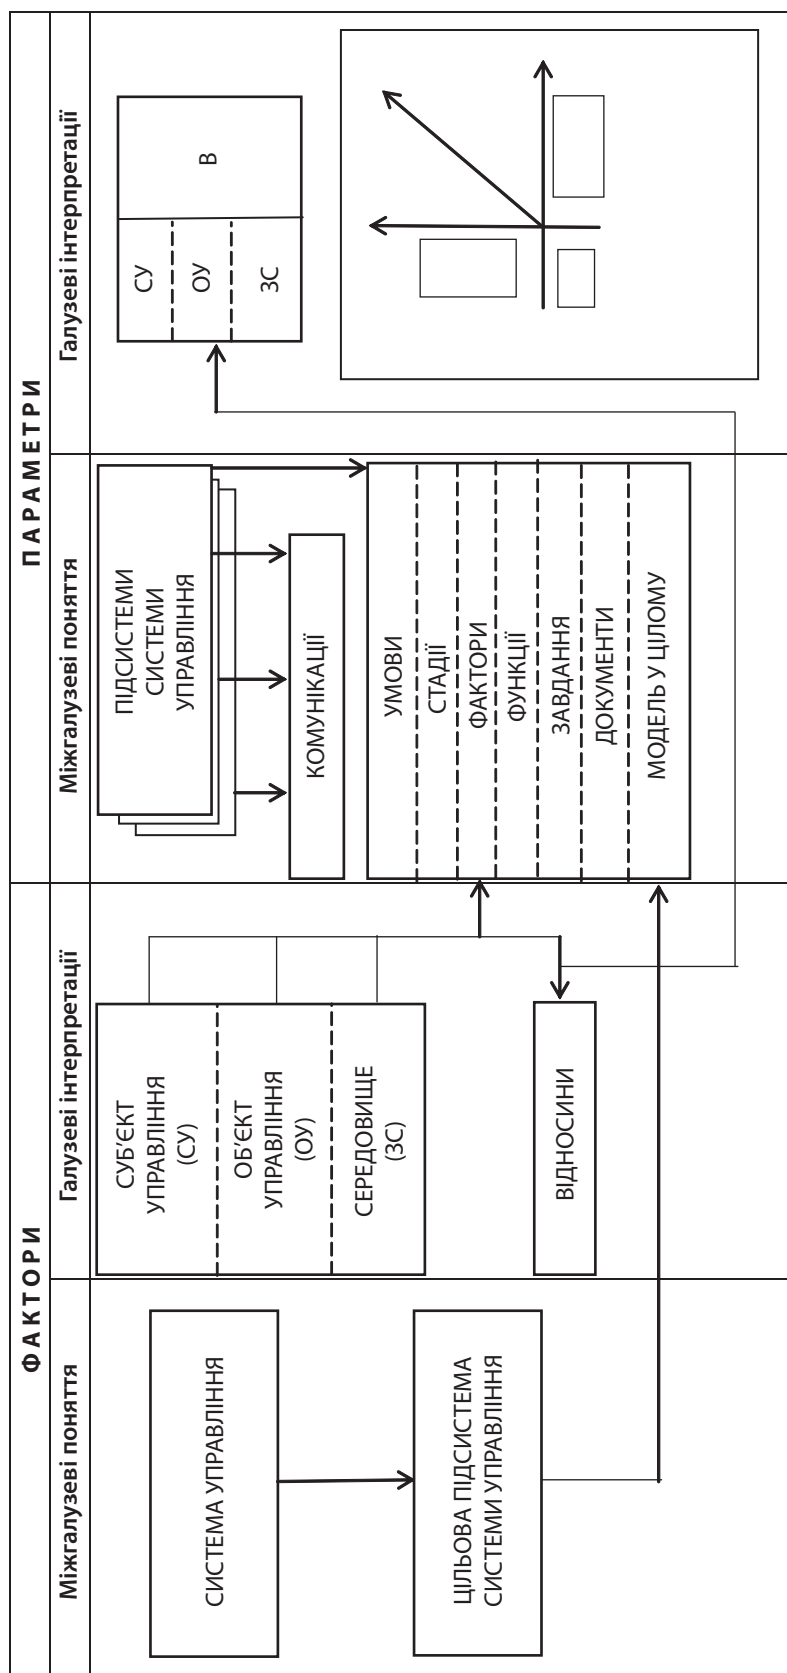 ФАКТОРИ
ПАРАМЕТРИ
Міжгалузеві поняття
Галузеві інтерпретації
Міжгалузеві поняття
Галузеві інтерпретації
СИСТЕМА УПРАВЛІННЯ
ЦІЛЬОВА ПІДСИСТЕМА
СИСТЕМИ УПРАВЛІННЯ
СУБ’ЄКТ
УПРАВЛІННЯ
(СУ)
ОБ’ЄКТ
УПРАВЛІННЯ
(ОУ)
СЕРЕДОВИЩЕ
(ЗС)
ВІДНОСИНИ
ПІДСИСТЕМИ
СИСТЕМИ
УПРАВЛІННЯ
КОМУНІКАЦІЇ
УМОВИ
СТАДІЇ
ФАКТОРИ
ФУНКЦІЇ
ЗАВДАННЯ
ДОКУМЕНТИ
МОДЕЛЬ У ЦІЛОМУ
СУ
ОУ
ЗС
В